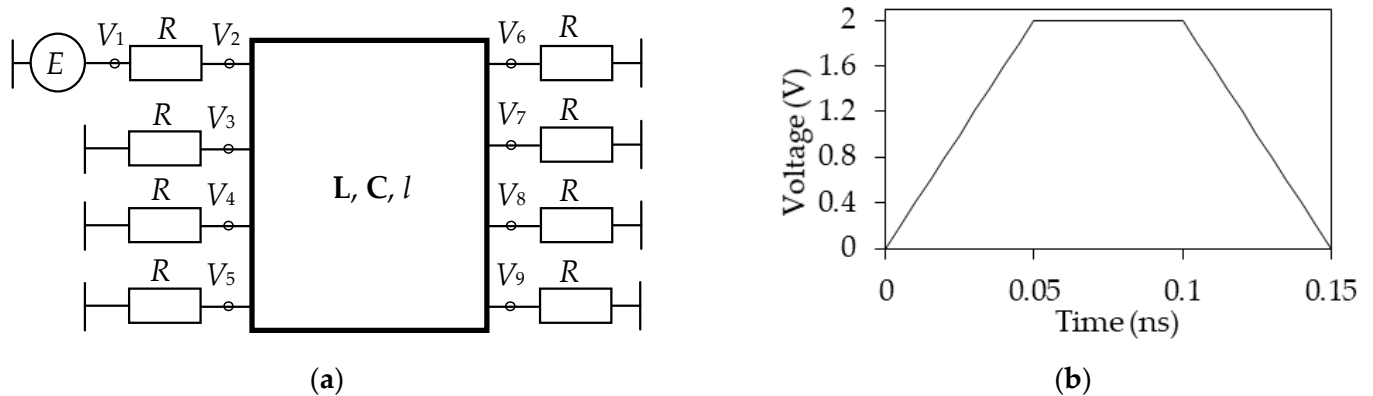 V1 R V2
E
R V3
R V4
R V5
L, C, l
V6 R
V7 R
V8 R
V9 R
(a)
Voltage (V)
2
1.6
1.2
0.8
0.4
0
0 0.05 0.1 0.15
Time (ns)
(b)